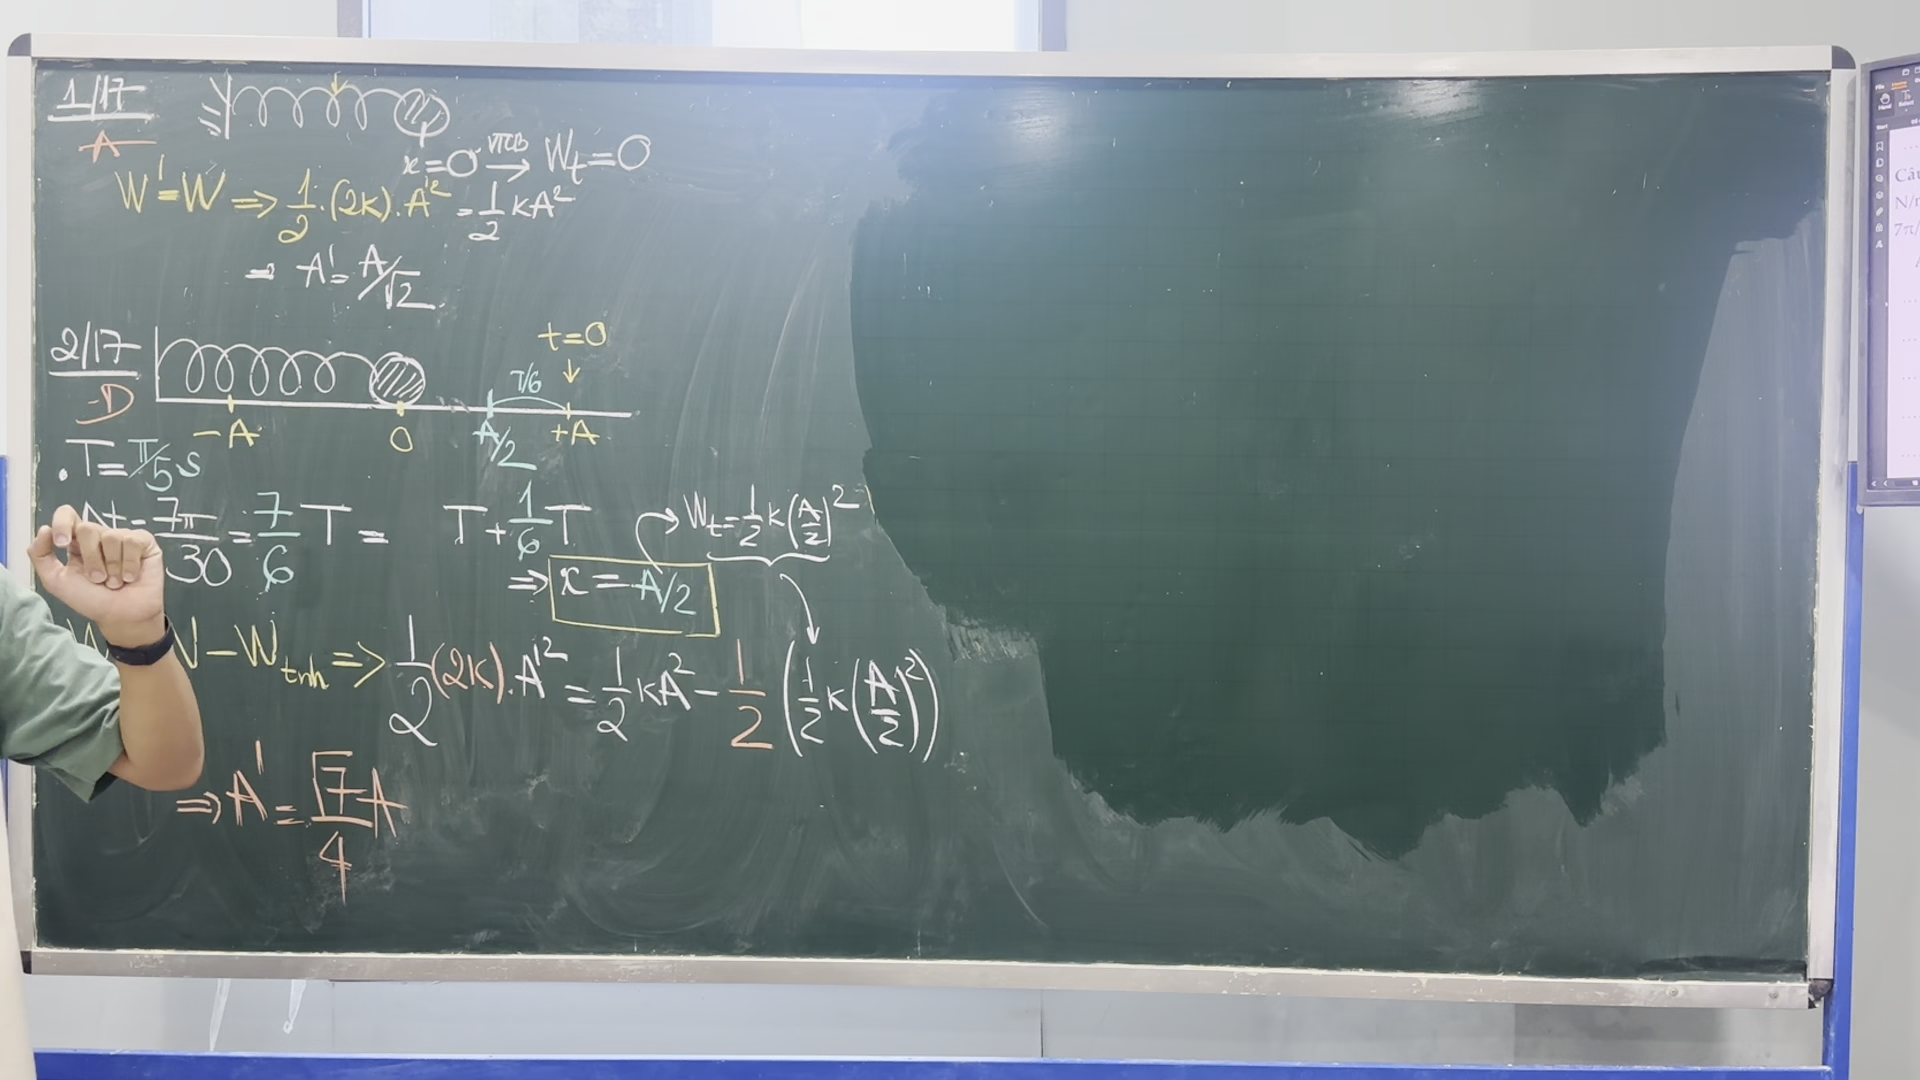 1/17
A
x=0 VTCB → Wt=0
W'=W => 1/2.(2K).A'² = 1/2 KA²
⇒ A'= A/√2
2/17
D
t=0
T/6
-A O A/2 +A
.T= π/5 s
Δt= 7π/30 = 7/6 T = T+1/6 T
Wt=1/2 K(A/2)²
=> x=A/2
-Wtnh => 1/2 (2K).A'² = 1/2 KA² - 1/2 (1/2 K(A/2)²)
=> A' = √7 A/4
Câu
N/
7π/